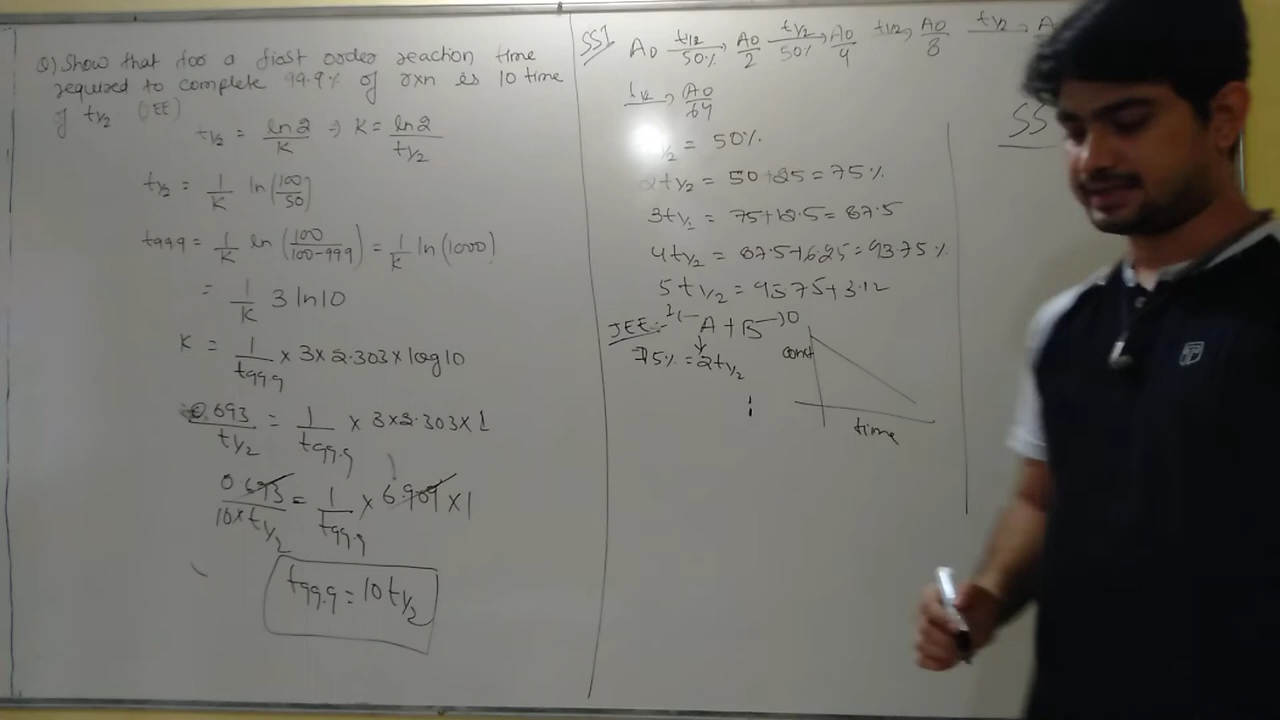 Q) Show that for a first order reaction time
required to complete 99.9% of rxn is 10 time
of t1/2 (JEE)
t1/2 = ln2/K ⇒ K = ln2/t1/2
t1/2 = 1/K ln(100/50)
t99.9 = 1/K ln(100/100-99.9) = 1/K ln(1000)
= 1/K 3 ln10
K = 1/t99.9 × 3 × 2.303 × log10
0.693/t1/2 = 1/t99.9 × 3×2.303×1
0.693/10×t1/2 = 1/t99.9 × 6.909 × 1
t99.9 = 10 t1/2
SS1 A0 t1/2/50% → A0/2 t1/2/50% → A0/4 t1/2 → A0/8 t1/2 → A
t1/2 → A0/64
= 50%.
2t1/2 = 50+25 = 75%
3t1/2 = 75+12.5 = 87.5
4t1/2 = 87.5+6.25 = 93.75%.
5t1/2 = 93.75+3.12
JEE:- A + B → 0
75% = 2t1/2
conct
time
SS